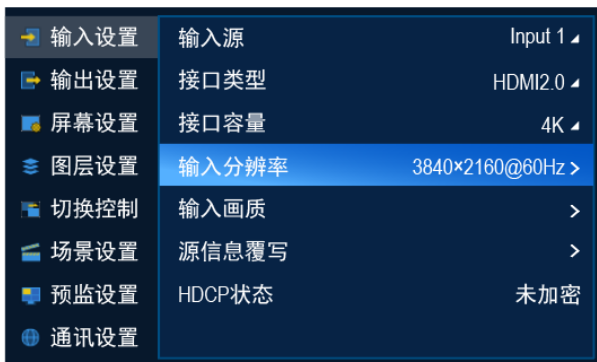 输入设置
输出设置
屏幕设置
图层设置
切换控制
场景设置
预监设置
通讯设置
输入源 Input 1
接口类型 HDMI2.0
接口容量 4K
输入分辨率 3840×2160@60Hz >
输入画质 >
源信息覆写 >
HDCP状态 未加密